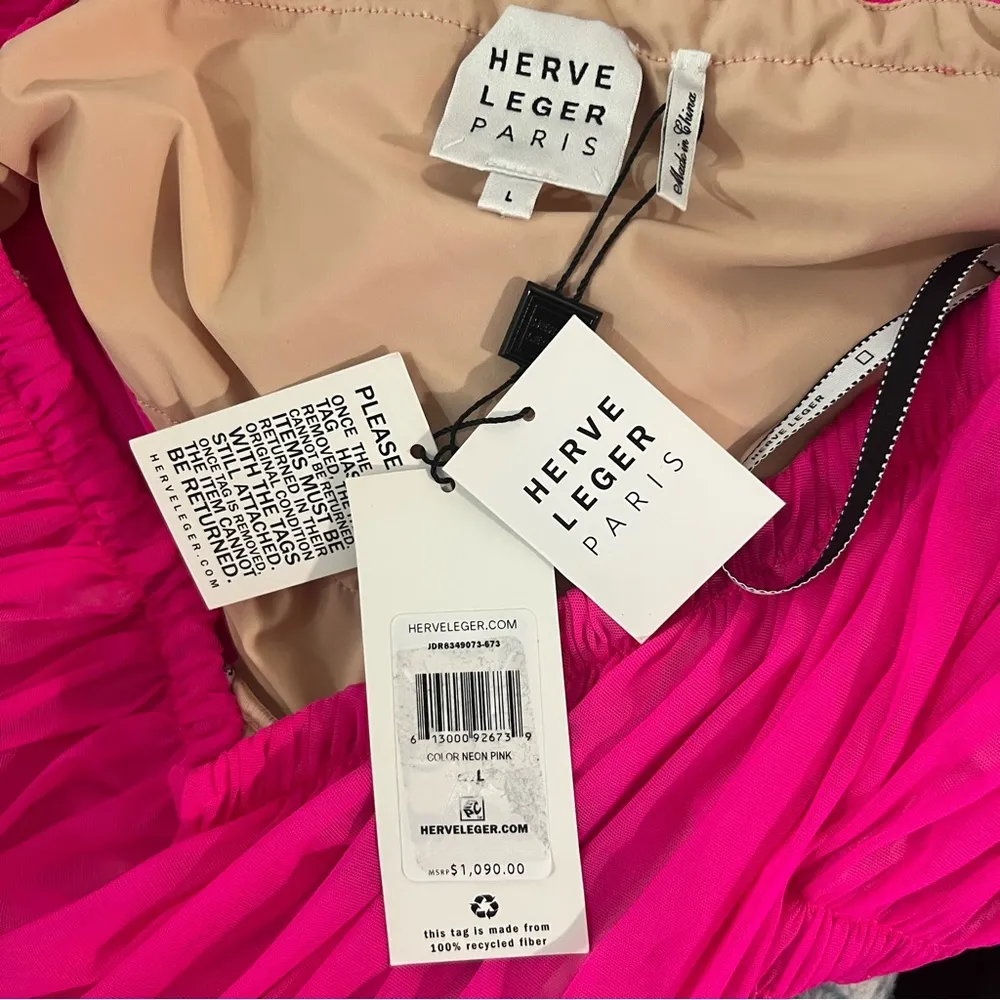 HERVE
LEGER
PARIS
L
Made in China
HERVE LEGER
PLEASE
ONCE THE
TAG HAS
REMOVED, THE
CANNOT BE RETURNED.
ITEMS MUST BE
RETURNED IN THEIR
ORIGINAL CONDITION
WITH THE TAGS
STILL ATTACHED.
ONCE TAG IS REMOVED,
THE ITEM CANNOT
BE RETURNED.
HERVELEGER.COM
HERVE
LEGER
PARIS
HERVELEGER.COM
JDR6349073-673
6 13000 92673 9
COLOR NEON PINK
L
HERVELEGER.COM
MSRP $1,090.00
this tag is made from
100% recycled fiber